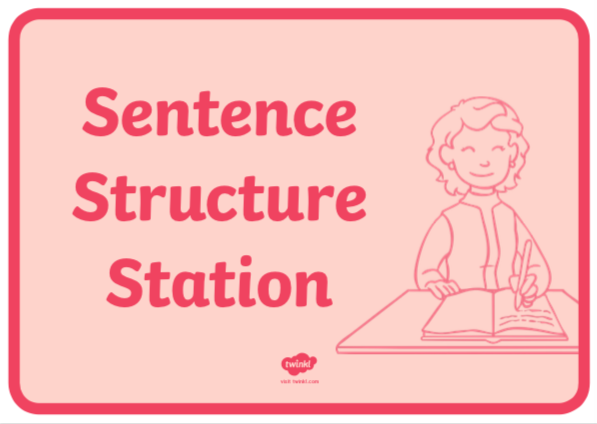 Sentence
Structure
Station
twinkl
visit twinkl.com